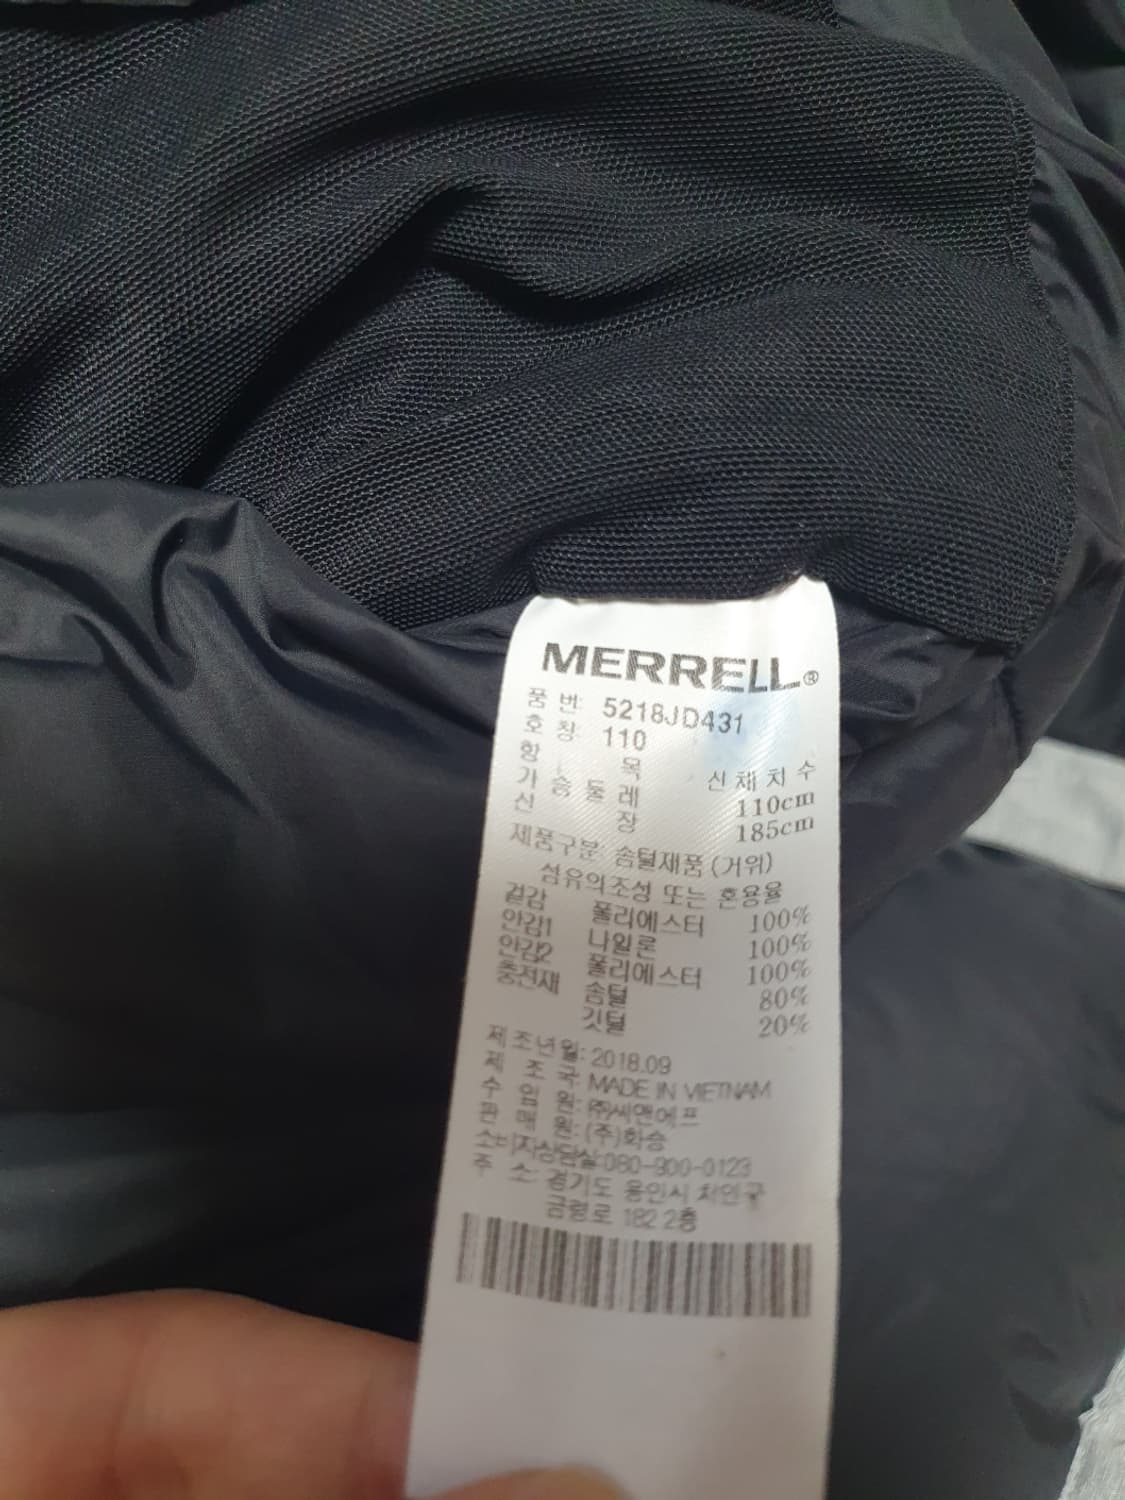 MERRELL®
품 번: 5218JD431
호 칭: 110
항 목 신체치수
가슴둘레 110cm
신 장 185cm
제품구분: 솜털제품 (거위)
섬유의조성 또는 혼용율
겉감 폴리에스터 100%
안감1 나일론 100%
안감2 폴리에스터 100%
충전재 솜털 80%
깃털 20%
제조년월: 2018.09
제 조 국: MADE IN VIETNAM
수 입 원: ㈜씨앤에프
판 매 원: (주)화승
소비자상담실: 080-900-0123
주 소: 경기도 용인시 처인구
금령로 182 2층